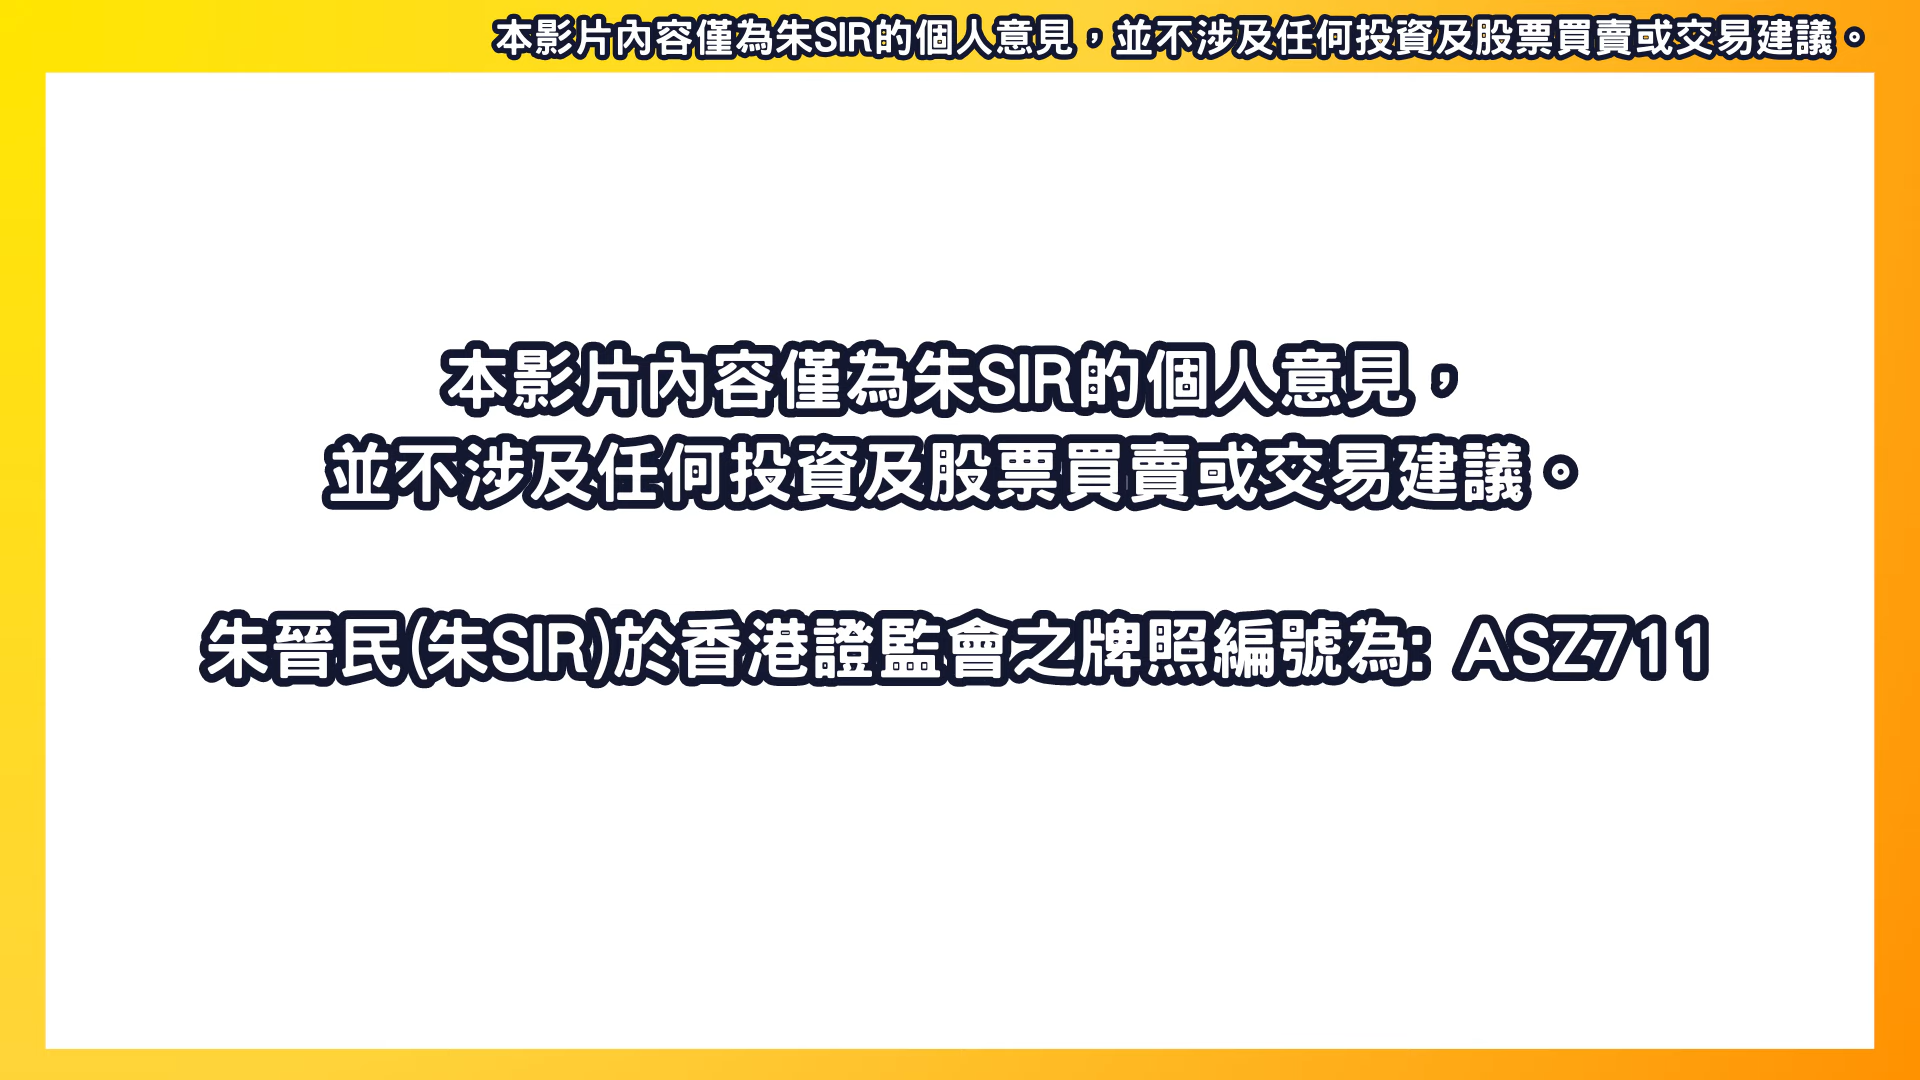 本影片內容僅為朱SIR的個人意見，並不涉及任何投資及股票買賣或交易建議。
本影片內容僅為朱SIR的個人意見，
並不涉及任何投資及股票買賣或交易建議。
朱晉民(朱SIR)於香港證監會之牌照編號為: ASZ711